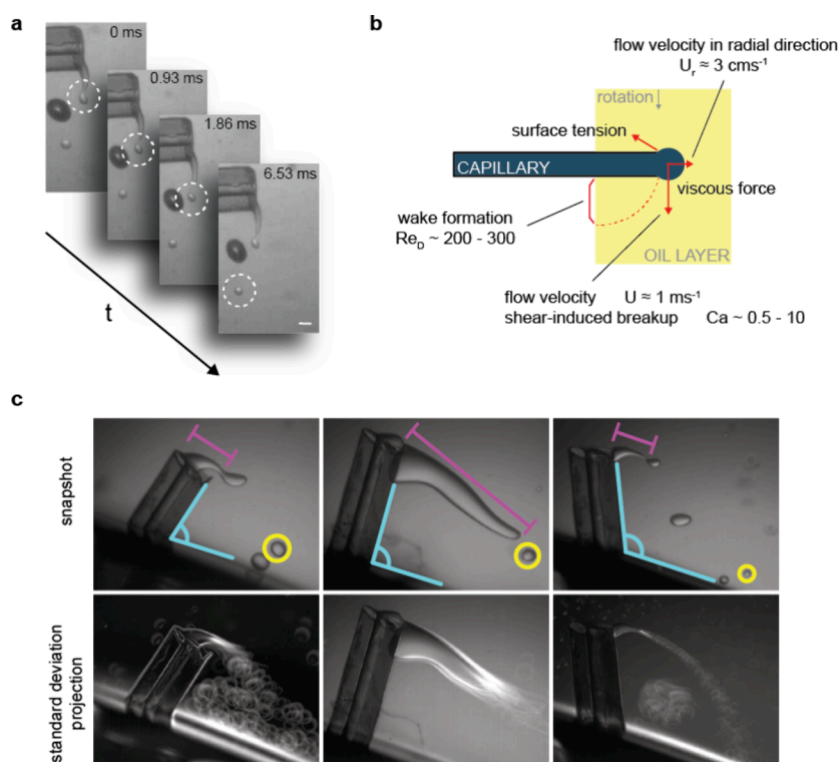 a
0 ms
0.93 ms
1.86 ms
6.53 ms
t
b
flow velocity in radial direction
Uᵣ ≈ 3 cms⁻¹
rotation
surface tension
CAPILLARY
viscous force
wake formation
Re_D ~ 200 - 300
OIL LAYER
flow velocity U ≈ 1 ms⁻¹
shear-induced breakup Ca ~ 0.5 - 10
c
snapshot
standard deviation
projection